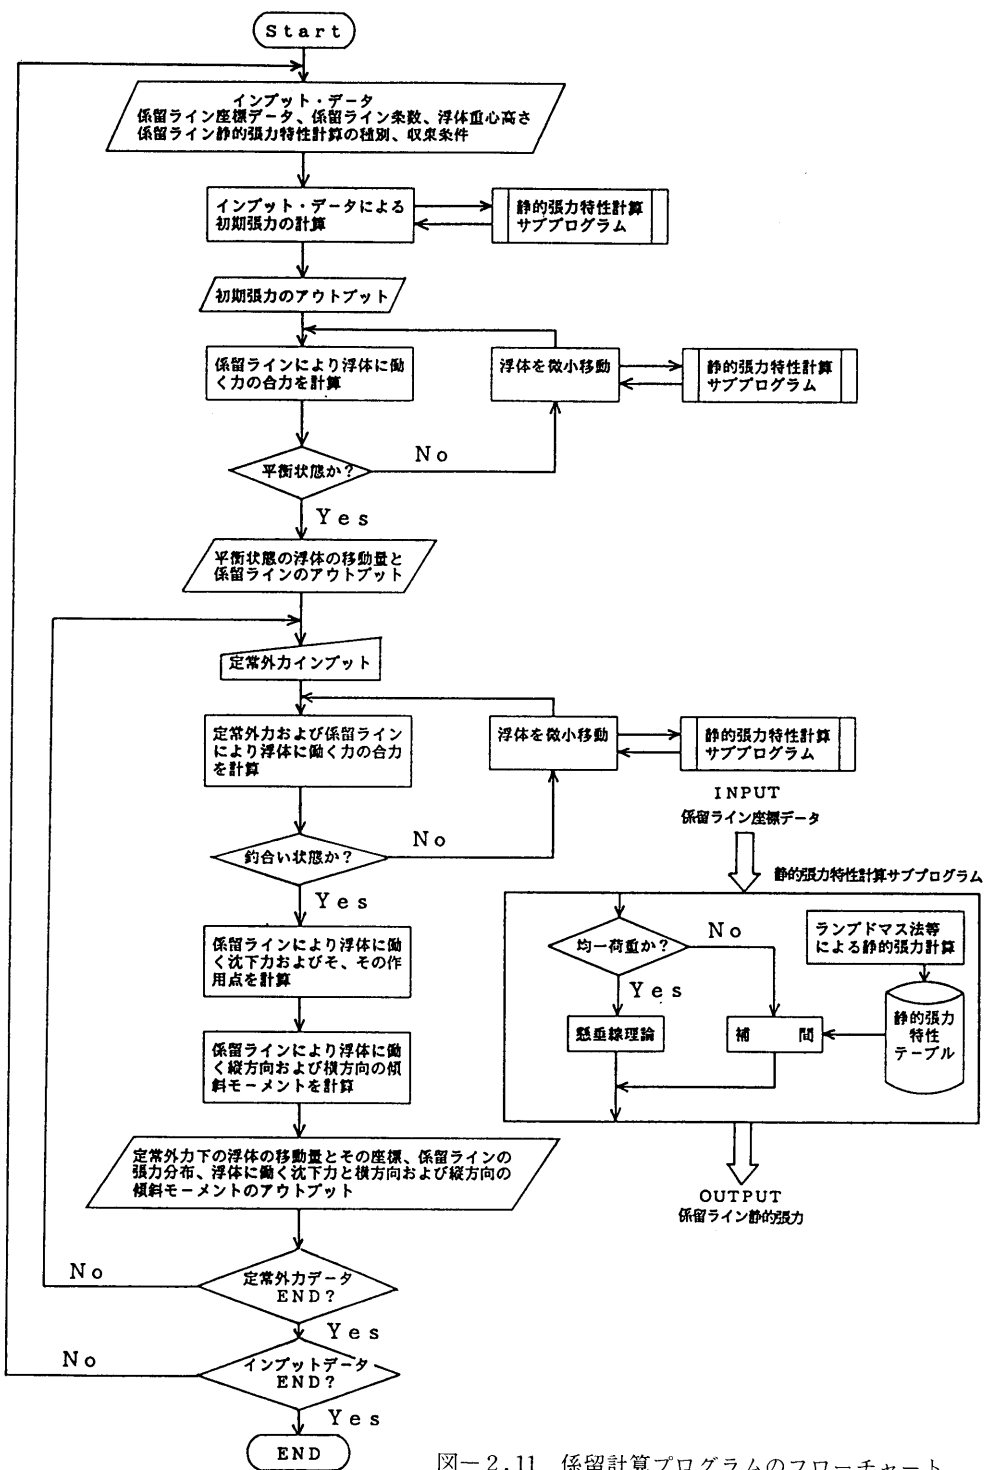 Start
インプット・データ
係留ライン座標データ、係留ライン条数、浮体重心高さ
係留ライン静的張力特性計算の種別、収束条件
インプット・データによる
初期張力の計算
静的張力特性計算
サブプログラム
初期張力のアウトプット
係留ラインにより浮体に働
く力の合力を計算
浮体を微小移動
静的張力特性計算
サブプログラム
平衡状態か?
No
Yes
平衡状態の浮体の移動量と
係留ラインのアウトプット
定常外力インプット
定常外力および係留ライン
により浮体に働く力の合力
を計算
浮体を微小移動
静的張力特性計算
サブプログラム
釣合い状態か?
No
Yes
係留ラインにより浮体に働
く沈下力およびそ、その作
用点を計算
係留ラインにより浮体に働
く縦方向および横方向の傾
斜モーメントを計算
定常外力下の浮体の移動量とその座標、係留ラインの
張力分布、浮体に働く沈下力と横方向および縦方向の
傾斜モーメントのアウトプット
定常外力データ
END?
No
Yes
インプットデータ
END?
No
Yes
END
INPUT
係留ライン座標データ
静的張力特性計算サブプログラム
均一荷重か?
No
Yes
懸垂線理論
補 間
ランプドマス法等
による静的張力計算
静的張力
特性
テーブル
OUTPUT
係留ライン静的張力
図-2.11 係留計算プログラムのフローチャート